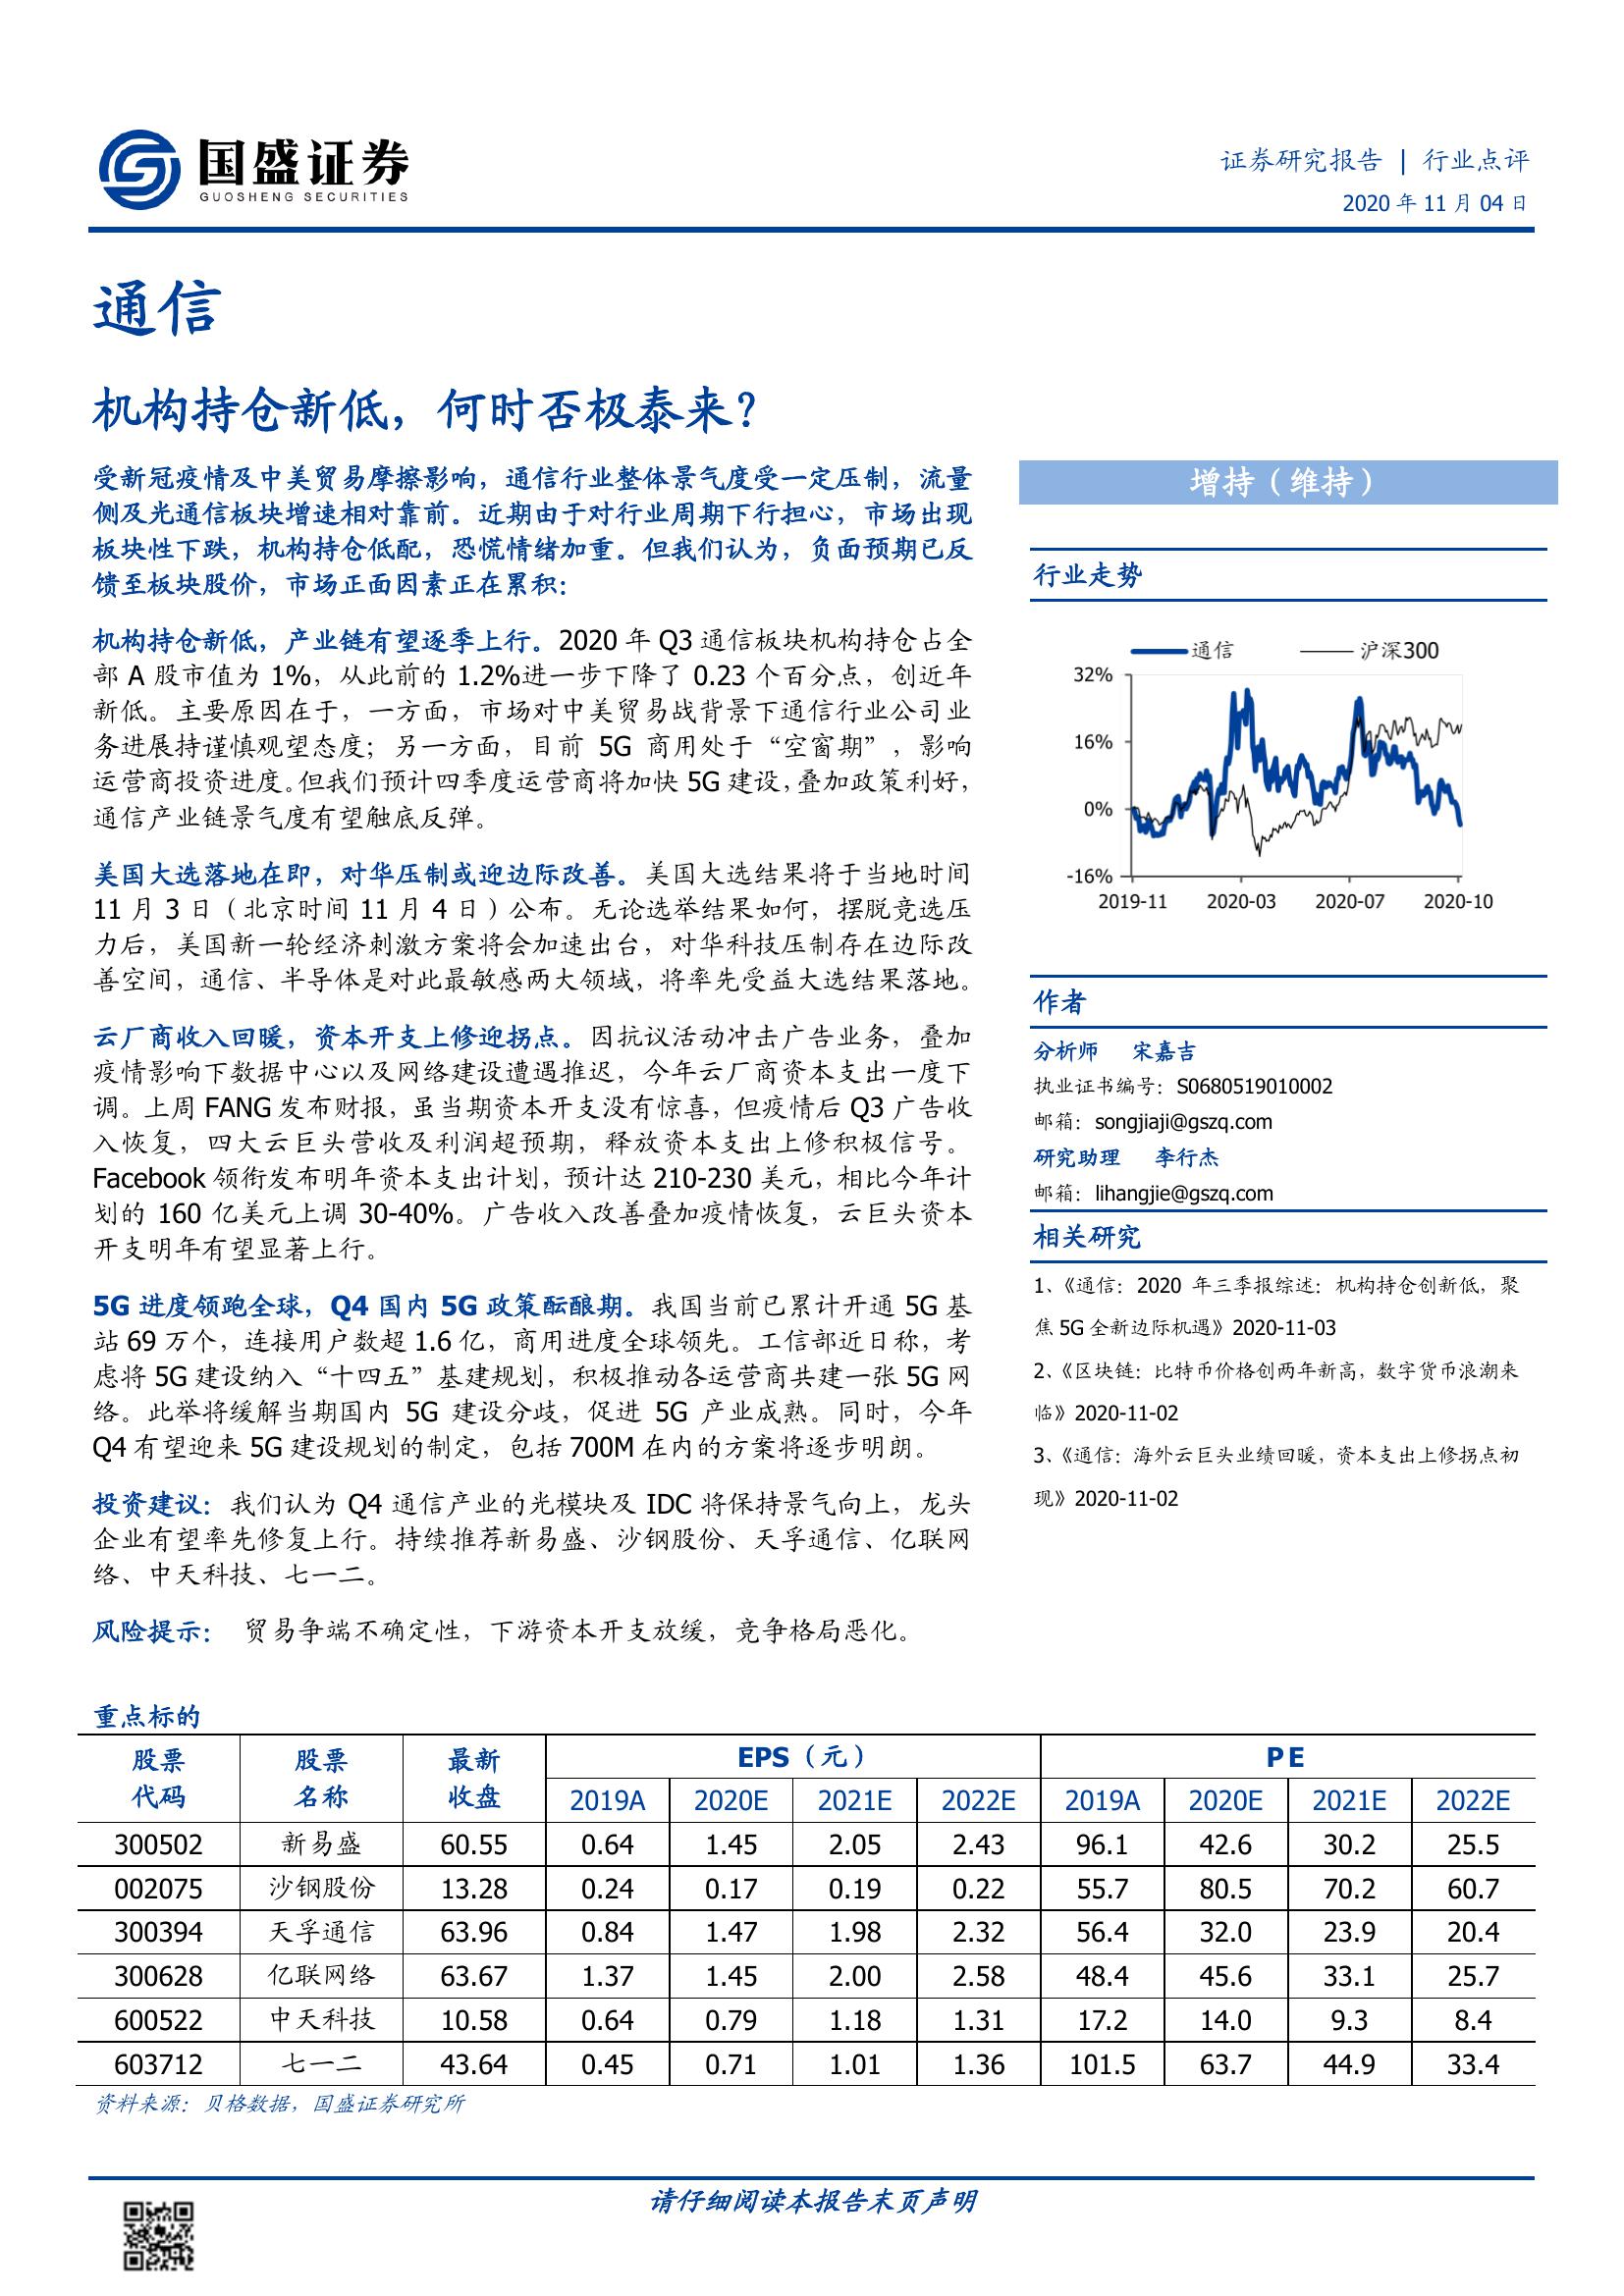 国盛证券
GUOSHENG SECURITIES
证券研究报告 | 行业点评
2020 年 11 月 04 日
通信
机构持仓新低，何时否极泰来？
受新冠疫情及中美贸易摩擦影响，通信行业整体景气度受一定压制，流量
侧及光通信板块增速相对靠前。近期由于对行业周期下行担心，市场出现
板块性下跌，机构持仓低配，恐慌情绪加重。但我们认为，负面预期已反
馈至板块股价，市场正面因素正在累积：
机构持仓新低，产业链有望逐季上行。2020 年 Q3 通信板块机构持仓占全
部 A 股市值为 1%，从此前的 1.2%进一步下降了 0.23 个百分点，创近年
新低。主要原因在于，一方面，市场对中美贸易战背景下通信行业公司业
务进展持谨慎观望态度；另一方面，目前 5G 商用处于“空窗期”，影响
运营商投资进度。但我们预计四季度运营商将加快 5G 建设，叠加政策利好，
通信产业链景气度有望触底反弹。
美国大选落地在即，对华压制或迎边际改善。美国大选结果将于当地时间
11 月 3 日（北京时间 11 月 4 日）公布。无论选举结果如何，摆脱竞选压
力后，美国新一轮经济刺激方案将会加速出台，对华科技压制存在边际改
善空间，通信、半导体是对此最敏感两大领域，将率先受益大选结果落地。
云厂商收入回暖，资本开支上修迎拐点。因抗议活动冲击广告业务，叠加
疫情影响下数据中心以及网络建设遭遇推迟，今年云厂商资本支出一度下
调。上周 FANG 发布财报，虽当期资本开支没有惊喜，但疫情后 Q3 广告收
入恢复，四大云巨头营收及利润超预期，释放资本支出上修积极信号。
Facebook 领衔发布明年资本支出计划，预计达 210-230 美元，相比今年计
划的 160 亿美元上调 30-40%。广告收入改善叠加疫情恢复，云巨头资本
开支明年有望显著上行。
5G 进度领跑全球，Q4 国内 5G 政策酝酿期。我国当前已累计开通 5G 基
站 69 万个，连接用户数超 1.6 亿，商用进度全球领先。工信部近日称，考
虑将 5G 建设纳入“十四五”基建规划，积极推动各运营商共建一张 5G 网
络。此举将缓解当期国内 5G 建设分歧，促进 5G 产业成熟。同时，今年
Q4 有望迎来 5G 建设规划的制定，包括 700M 在内的方案将逐步明朗。
投资建议：我们认为 Q4 通信产业的光模块及 IDC 将保持景气向上，龙头
企业有望率先修复上行。持续推荐新易盛、沙钢股份、天孚通信、亿联网
络、中天科技、七一二。
风险提示： 贸易争端不确定性，下游资本开支放缓，竞争格局恶化。
增持（维持）
行业走势
通信 沪深300
32%
16%
0%
-16%
2019-11 2020-03 2020-07 2020-10
作者
分析师 宋嘉吉
执业证书编号：S0680519010002
邮箱：songjiaji@gszq.com
研究助理 李行杰
邮箱：lihangjie@gszq.com
相关研究
1、《通信：2020 年三季报综述：机构持仓创新低，聚
焦 5G 全新边际机遇》2020-11-03
2、《区块链：比特币价格创两年新高，数字货币浪潮来
临》2020-11-02
3、《通信：海外云巨头业绩回暖，资本支出上修拐点初
现》2020-11-02
重点标的
股票 股票 最新 EPS（元） P E
代码 名称 收盘 2019A 2020E 2021E 2022E 2019A 2020E 2021E 2022E
300502 新易盛 60.55 0.64 1.45 2.05 2.43 96.1 42.6 30.2 25.5
002075 沙钢股份 13.28 0.24 0.17 0.19 0.22 55.7 80.5 70.2 60.7
300394 天孚通信 63.96 0.84 1.47 1.98 2.32 56.4 32.0 23.9 20.4
300628 亿联网络 63.67 1.37 1.45 2.00 2.58 48.4 45.6 33.1 25.7
600522 中天科技 10.58 0.64 0.79 1.18 1.31 17.2 14.0 9.3 8.4
603712 七一二 43.64 0.45 0.71 1.01 1.36 101.5 63.7 44.9 33.4
资料来源：贝格数据，国盛证券研究所
请仔细阅读本报告末页声明